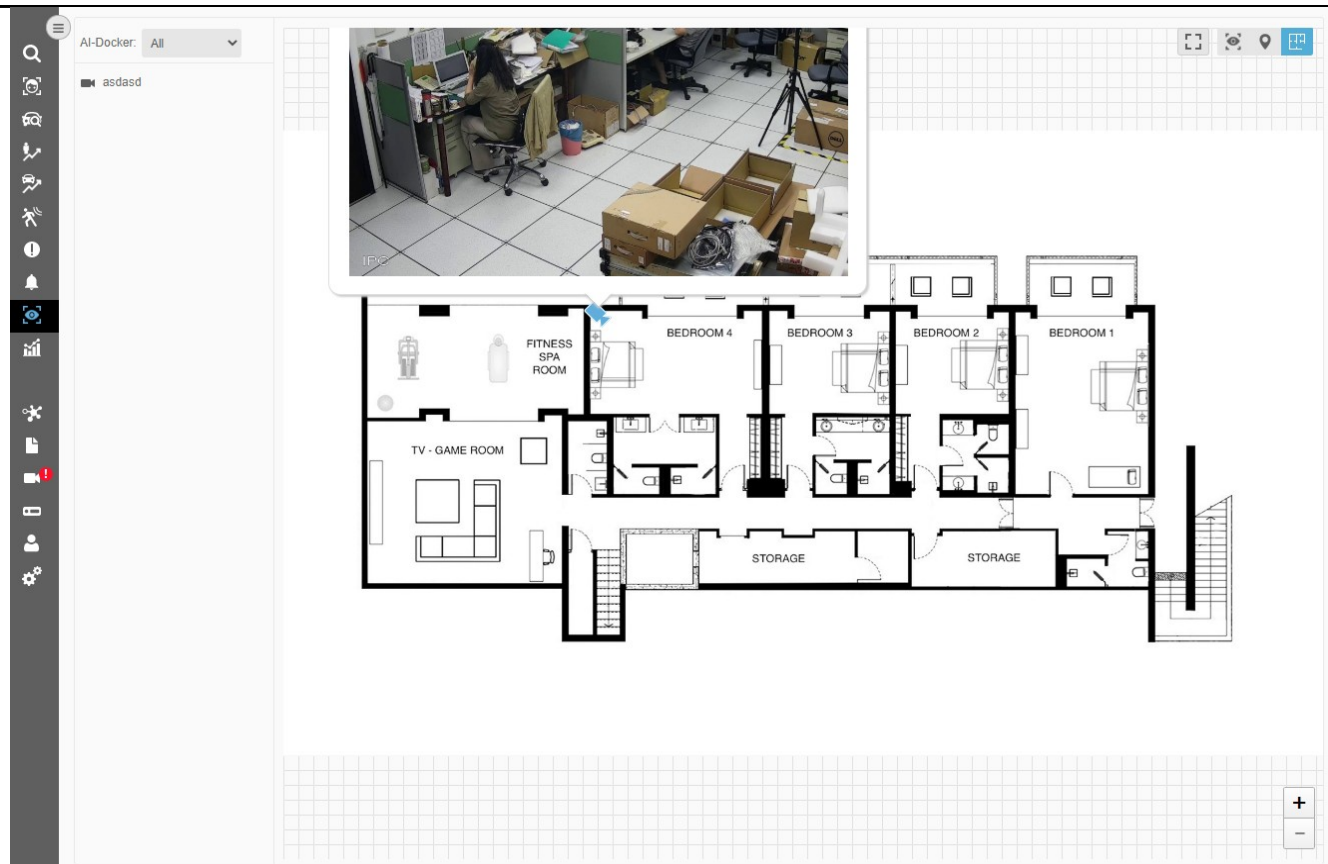 AI-Docker: All
asdasd
IPC
DELL
BEDROOM 4
BEDROOM 3
BEDROOM 2
BEDROOM 1
FITNESS
SPA
ROOM
TV - GAME ROOM
STORAGE
STORAGE